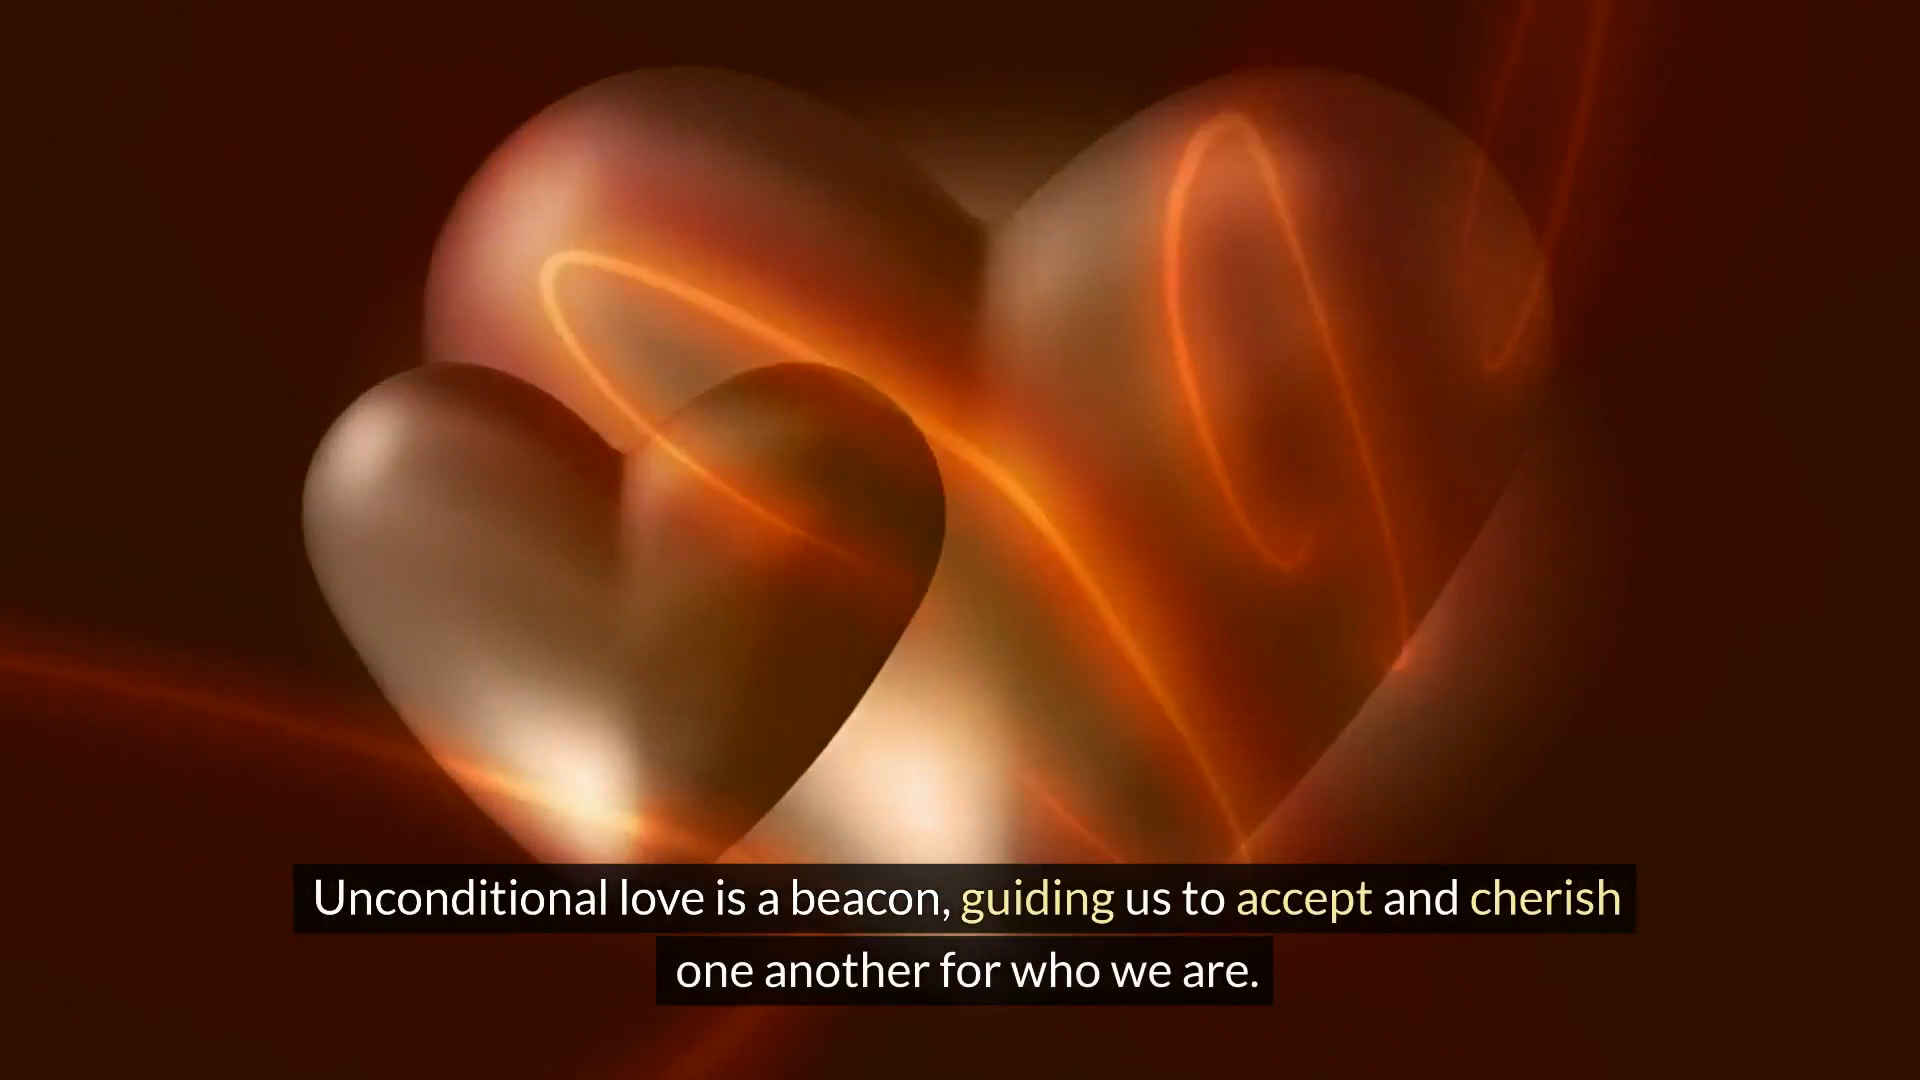 Unconditional love is a beacon, guiding us to accept and cherish
one another for who we are.